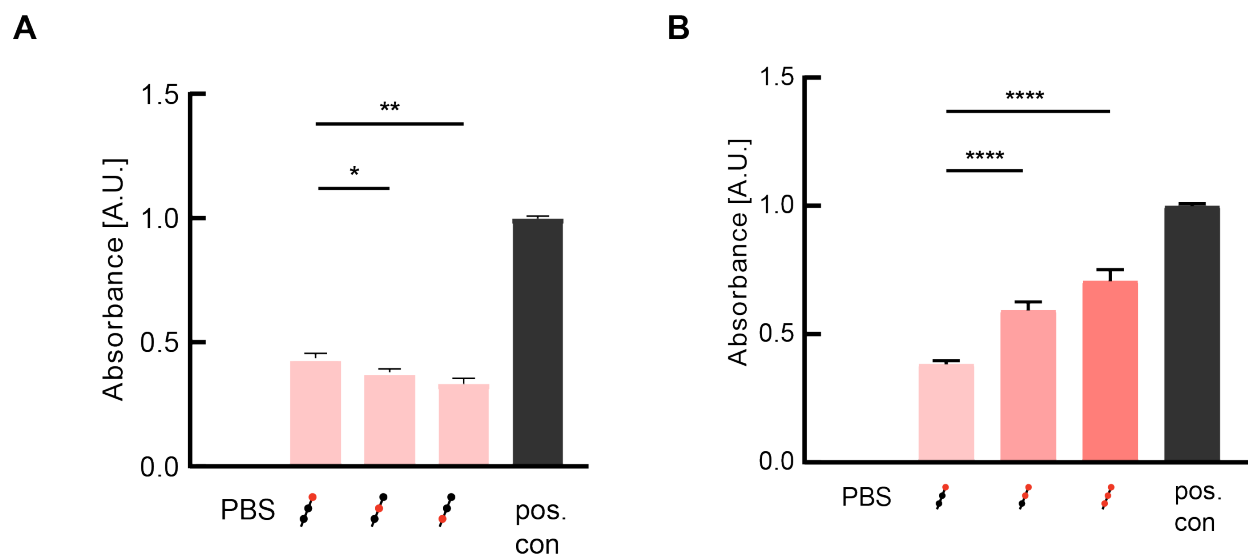 A
B
1.5
1.0
0.5
0.0
Absorbance [A.U.]
**
*
PBS
pos.
con
1.5
1.0
0.5
0.0
Absorbance [A.U.]
****
****
PBS
pos.
con